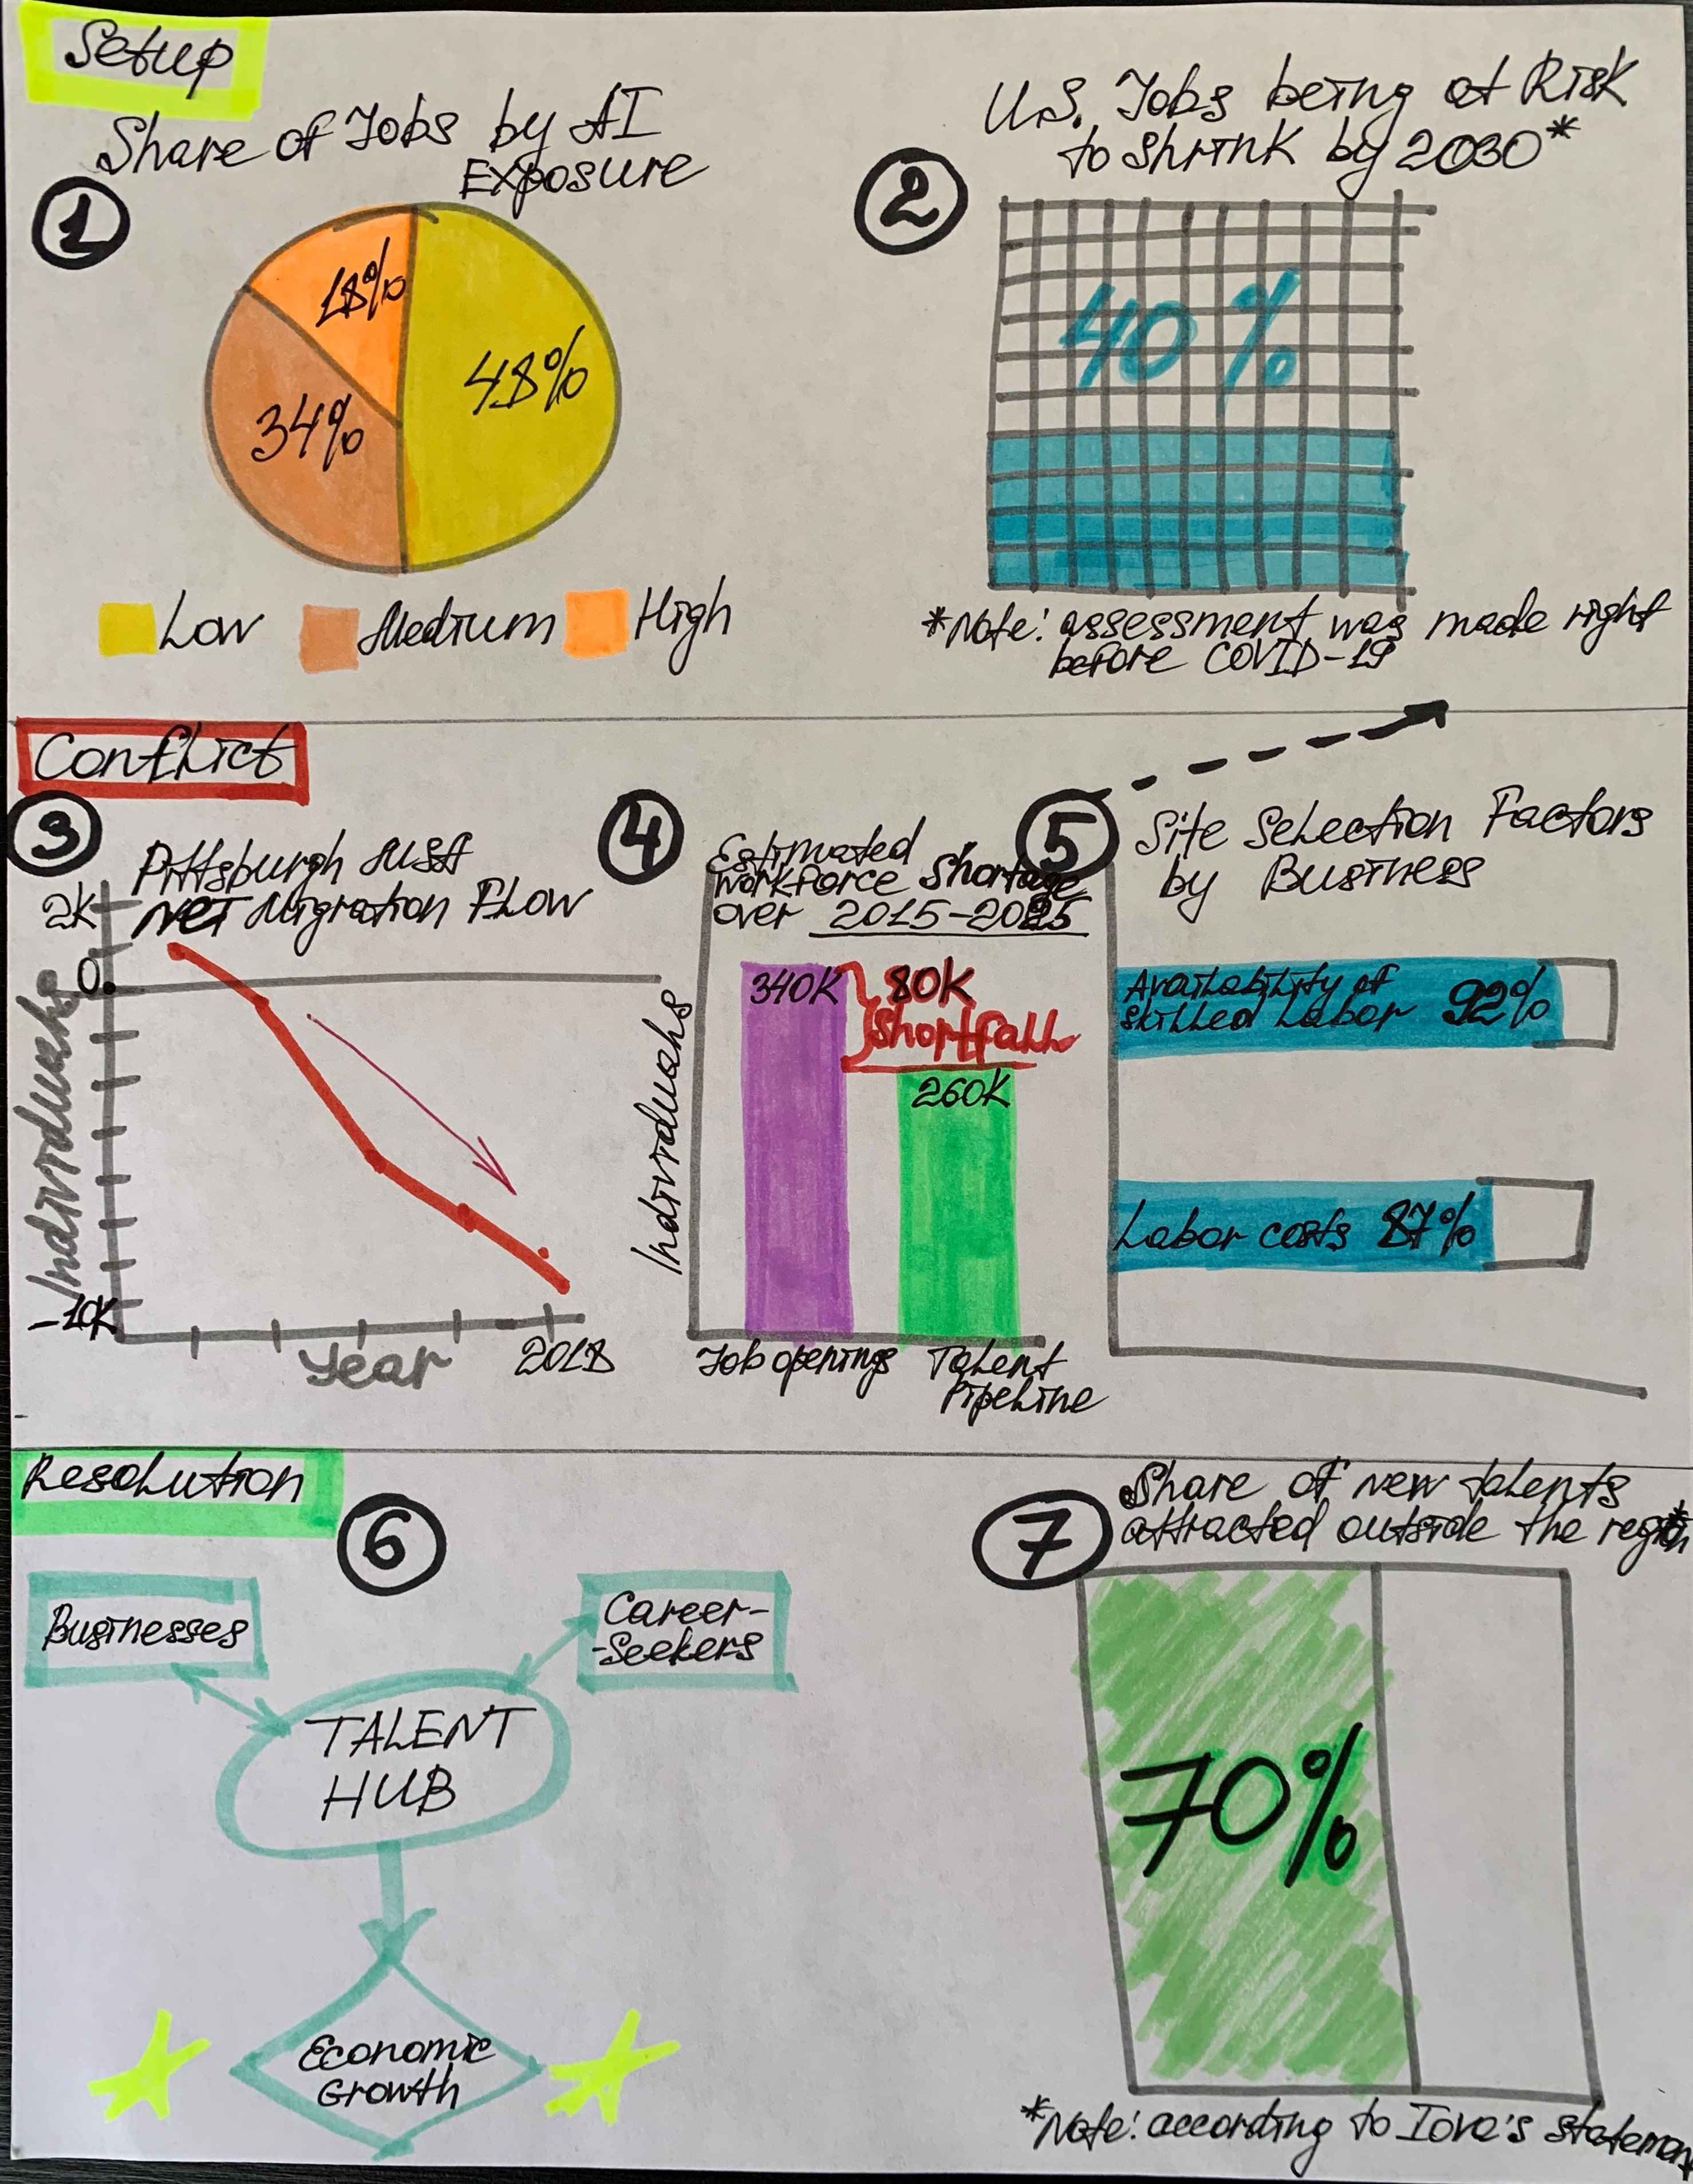 Setup
Share of Jobs by AI
Exposure
1
18%
48%
34%
Low
Medium
High
U.S. Jobs being at Risk
to shrink by 2030*
2
40%
*Note: assessment was made right
before COVID-19
Conflict
3
Pittsburgh MSA
Net Migration Flow
2K
0
-10K
Individuals
Year
2018
4
Estimated
workforce shortage
over 2015-2025
340K
80K
shortfall
260K
Individuals
Job openings
Talent
Pipeline
5
Site Selection Factors
by Business
Availability of
skilled Labor 92%
Labor costs 87%
Resolution
6
Businesses
Career-
-Seekers
TALENT
HUB
Economic
Growth
7
Share of new talents
attracted outside the region*
70%
*Note: according to Iova's